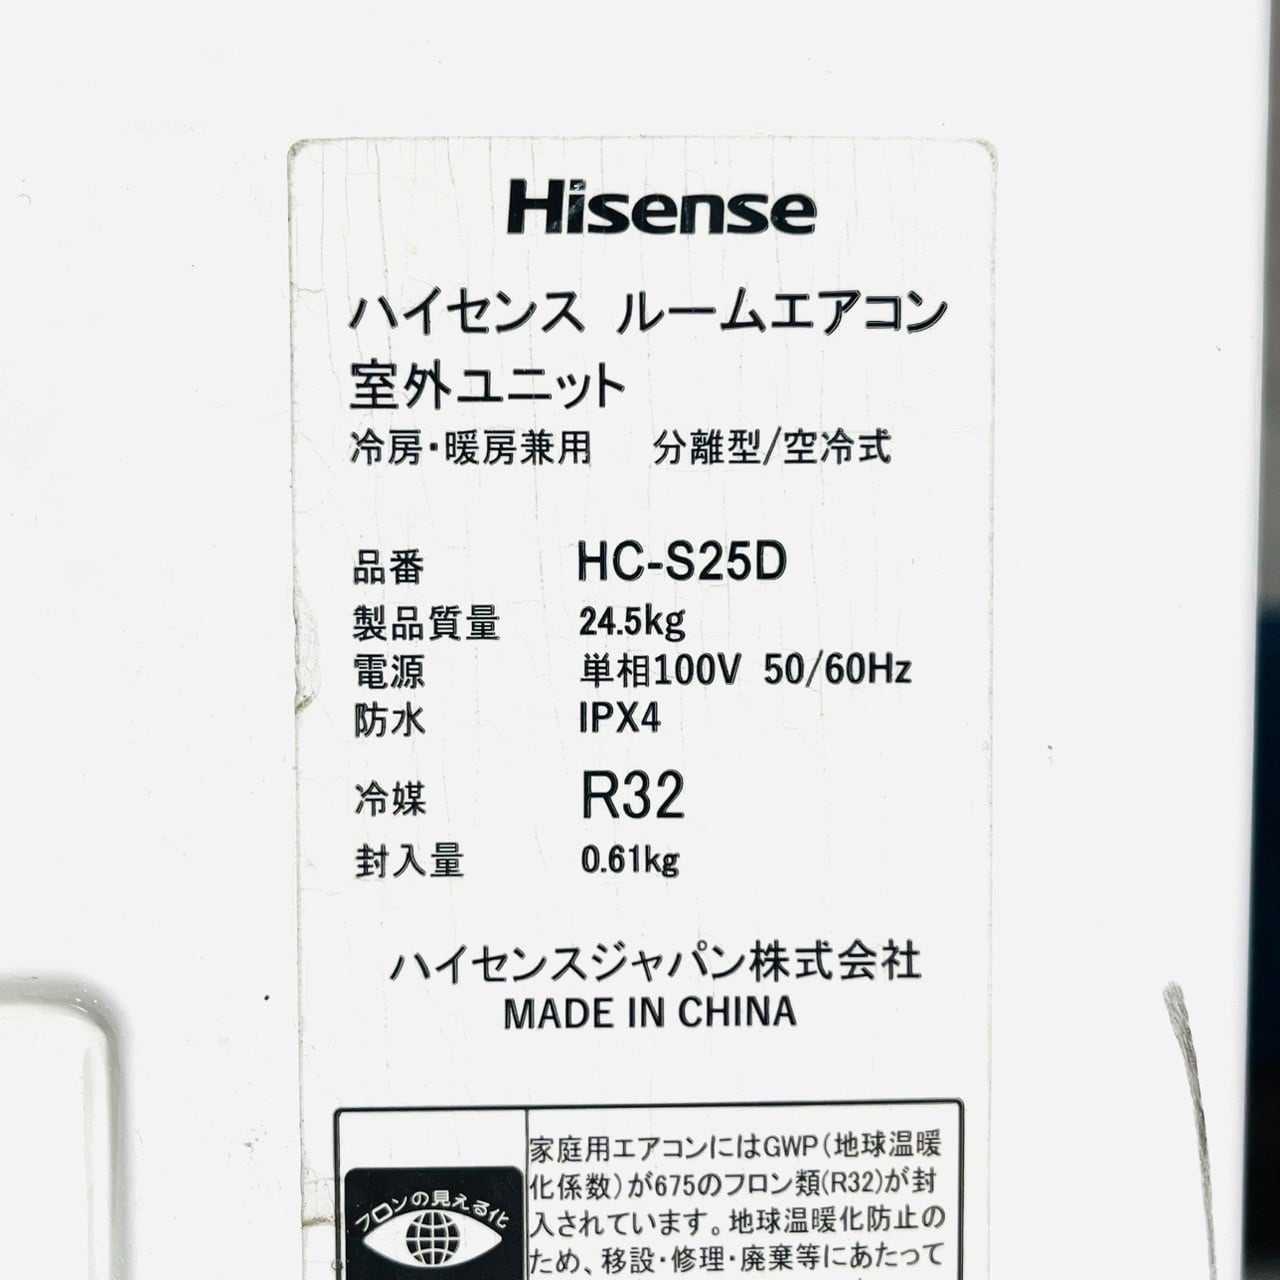 Hisense
ハイセンス ルームエアコン
室外ユニット
冷房・暖房兼用 分離型/空冷式
品番 HC-S25D
製品質量 24.5kg
電源 単相100V 50/60Hz
防水 IPX4
冷媒 R32
封入量 0.61kg
ハイセンスジャパン株式会社
MADE IN CHINA
フロンの見える化
家庭用エアコンにはGWP(地球温暖
化係数)が675のフロン類(R32)が封
入されています。地球温暖化防止の
ため、移設・修理・廃棄等にあたって